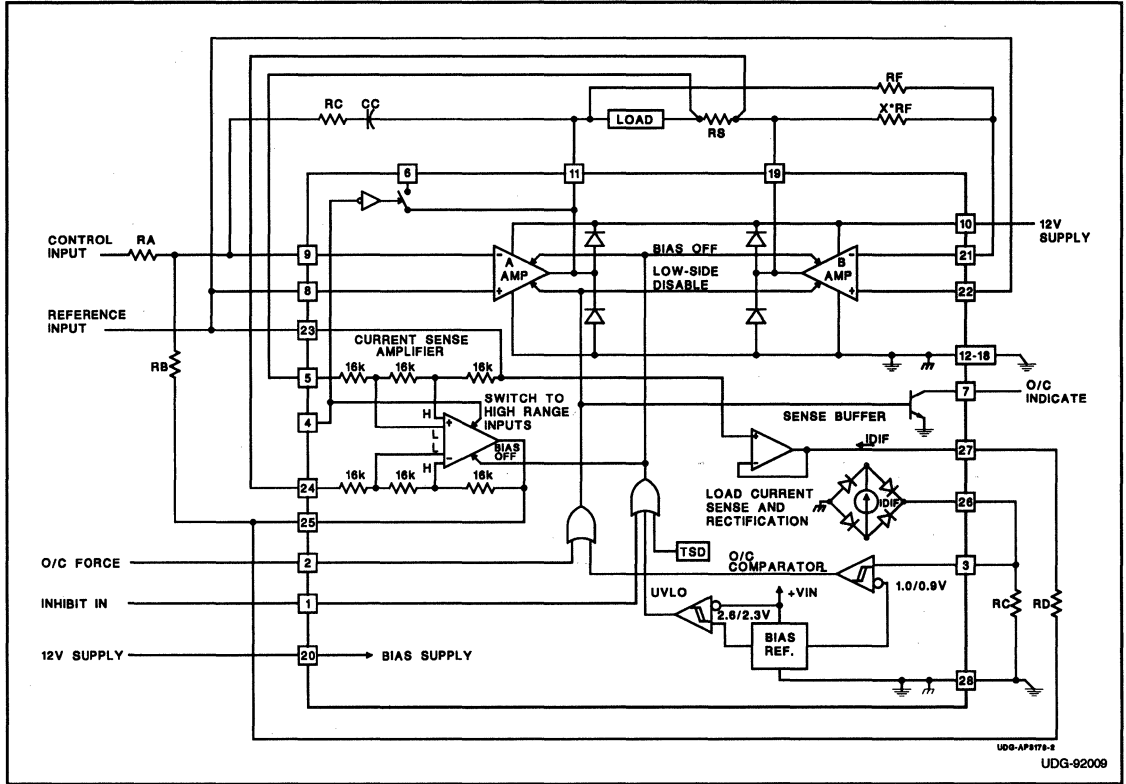 RF
RC CC
LOAD
X*RF
RS
6
11
19
10
12V
SUPPLY
CONTROL
INPUT
RA
9
-
A
AMP
BIAS OFF
B
AMP
-
21
LOW-SIDE
DISABLE
8
+
+
22
REFERENCE
INPUT
23
CURRENT SENSE
AMPLIFIER
12-18
RB
5
16k
16k
16k
7
O/C
INDICATE
SWITCH TO
HIGH RANGE
INPUTS
4
H
+
L
L
-
H
BIAS
OFF
SENSE BUFFER
+
-
IDIF
27
24
16k
16k
16k
LOAD CURRENT
SENSE AND
RECTIFICATION
IDIF
26
25
TSD
O/C FORCE
2
O/C
COMPARATOR
3
1.0/0.9V
INHIBIT IN
1
UVLO
+VIN
2.6/2.3V
RC
RD
BIAS
REF.
12V SUPPLY
20
BIAS SUPPLY
28
UDG-AP3178-2
UDG-92009